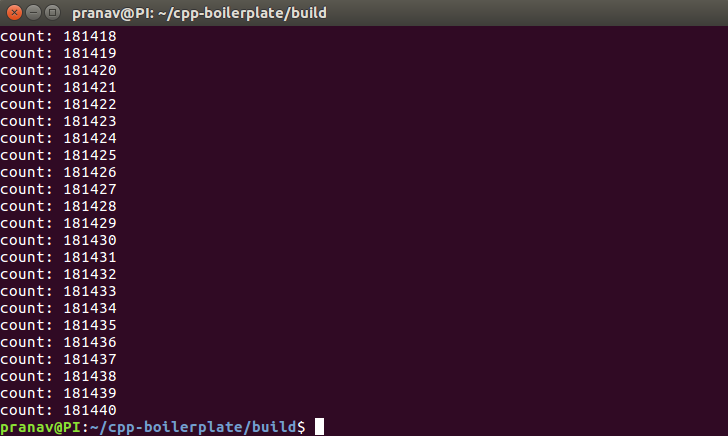 pranav@PI: ~/cpp-boilerplate/build
count: 181418
count: 181419
count: 181420
count: 181421
count: 181422
count: 181423
count: 181424
count: 181425
count: 181426
count: 181427
count: 181428
count: 181429
count: 181430
count: 181431
count: 181432
count: 181433
count: 181434
count: 181435
count: 181436
count: 181437
count: 181438
count: 181439
count: 181440
pranav@PI:~/cpp-boilerplate/build$